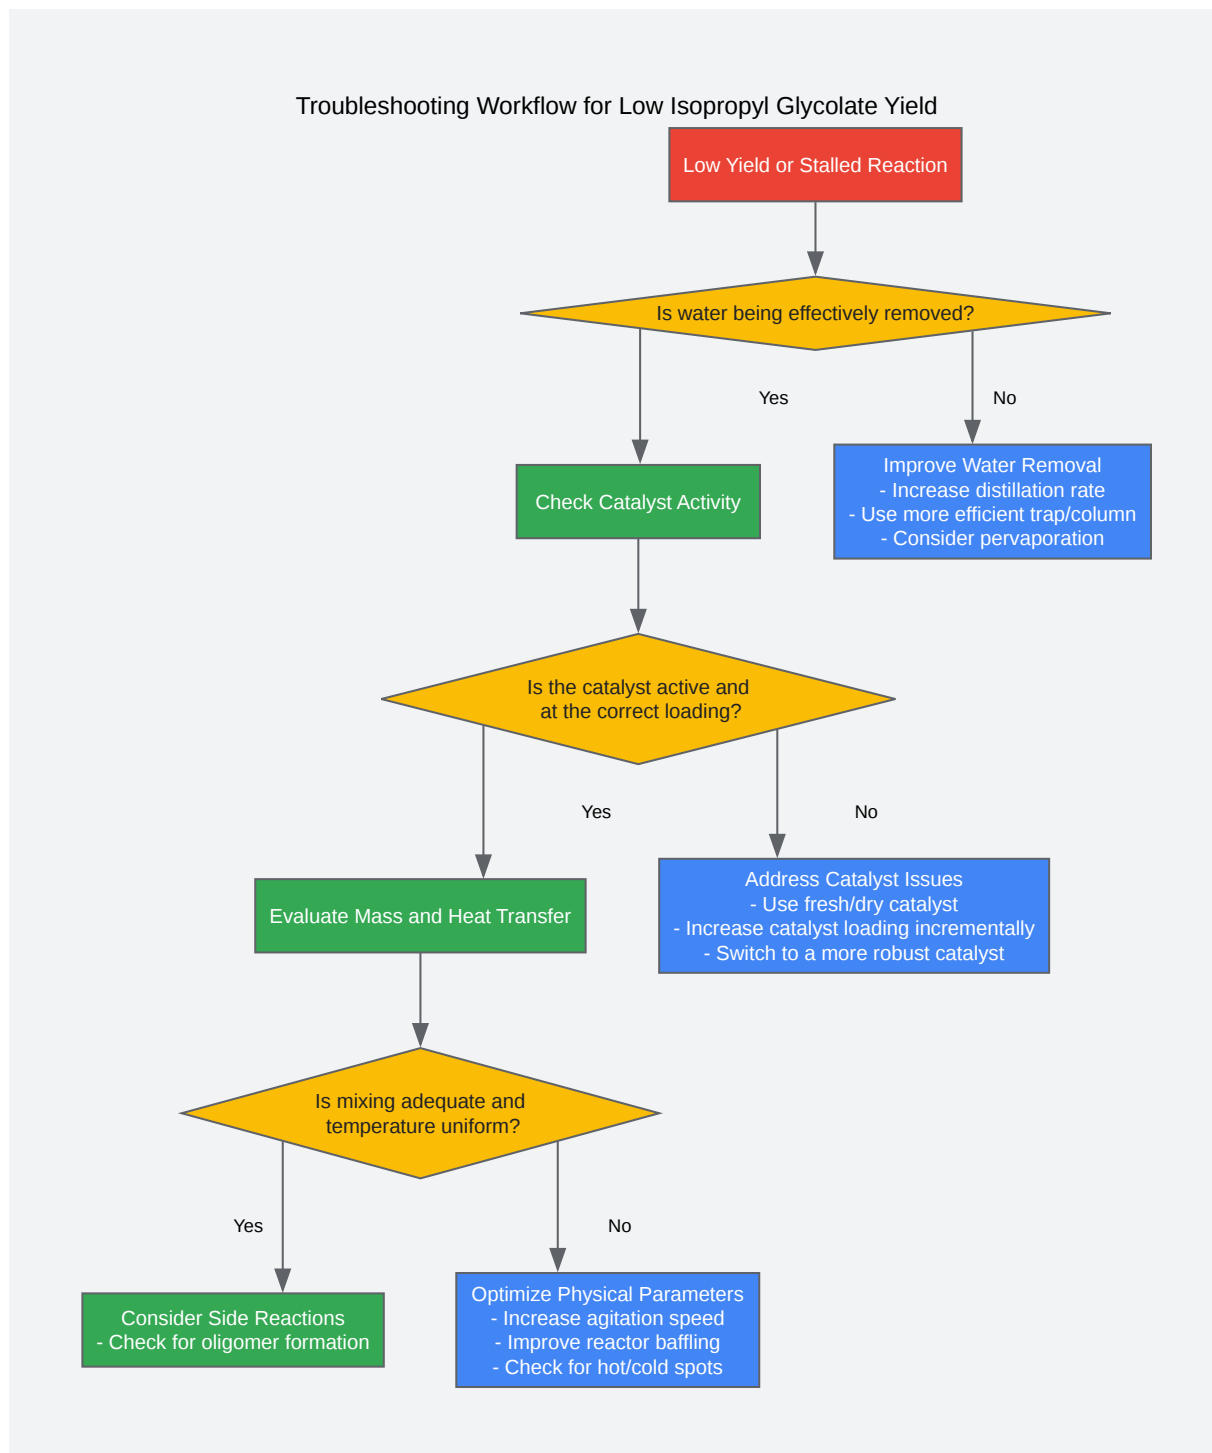 Troubleshooting Workflow for Low Isopropyl Glycolate Yield
Low Yield or Stalled Reaction
Is water being effectively removed?
Yes
No
Check Catalyst Activity
Improve Water Removal
- Increase distillation rate
- Use more efficient trap/column
- Consider pervaporation
Is the catalyst active and
at the correct loading?
Yes
No
Evaluate Mass and Heat Transfer
Address Catalyst Issues
- Use fresh/dry catalyst
- Increase catalyst loading incrementally
- Switch to a more robust catalyst
Is mixing adequate and
temperature uniform?
Yes
No
Consider Side Reactions
- Check for oligomer formation
Optimize Physical Parameters
- Increase agitation speed
- Improve reactor baffling
- Check for hot/cold spots